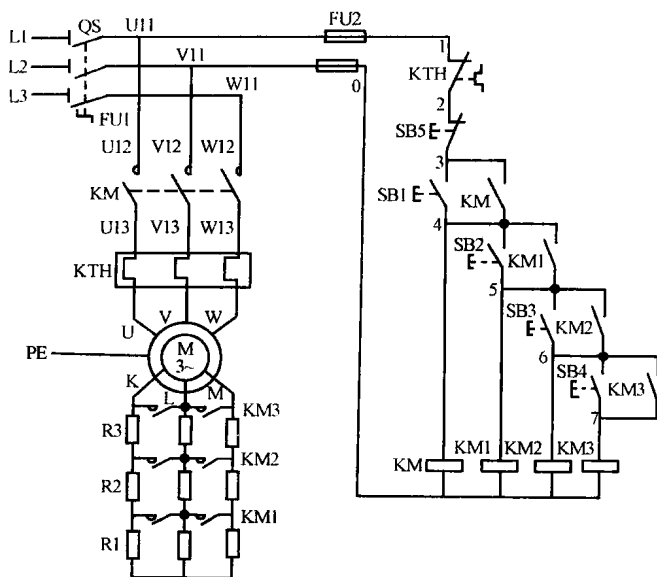 L1
QS
U11
FU2
L2
V11
L3
W11
FU1
0
1
KTH
2
SB5
3
U12
V12
W12
KM
SB1
KM
4
U13
V13
W13
SB2
KM1
KTH
5
SB3
KM2
U
V
W
6
PE
M
3~
SB4
KM3
K
L
M
7
KM3
R3
KM2
R2
KM1
R1
KM
KM1
KM2
KM3